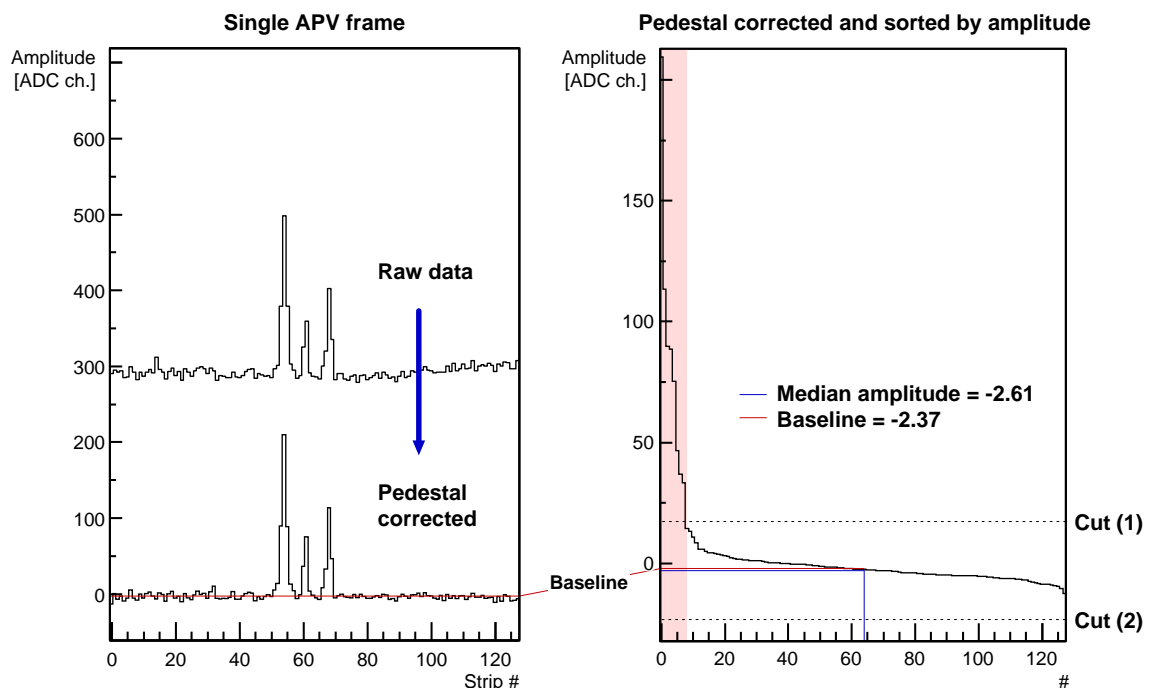 Single APV frame
Amplitude
[ADC ch.]
600
500
400
300
200
100
0
Raw data
Pedestal
corrected
Baseline
0 20 40 60 80 100 120
Strip #
Pedestal corrected and sorted by amplitude
Amplitude
[ADC ch.]
150
100
50
0
Median amplitude = -2.61
Baseline = -2.37
Cut (1)
Cut (2)
0 20 40 60 80 100 120
#